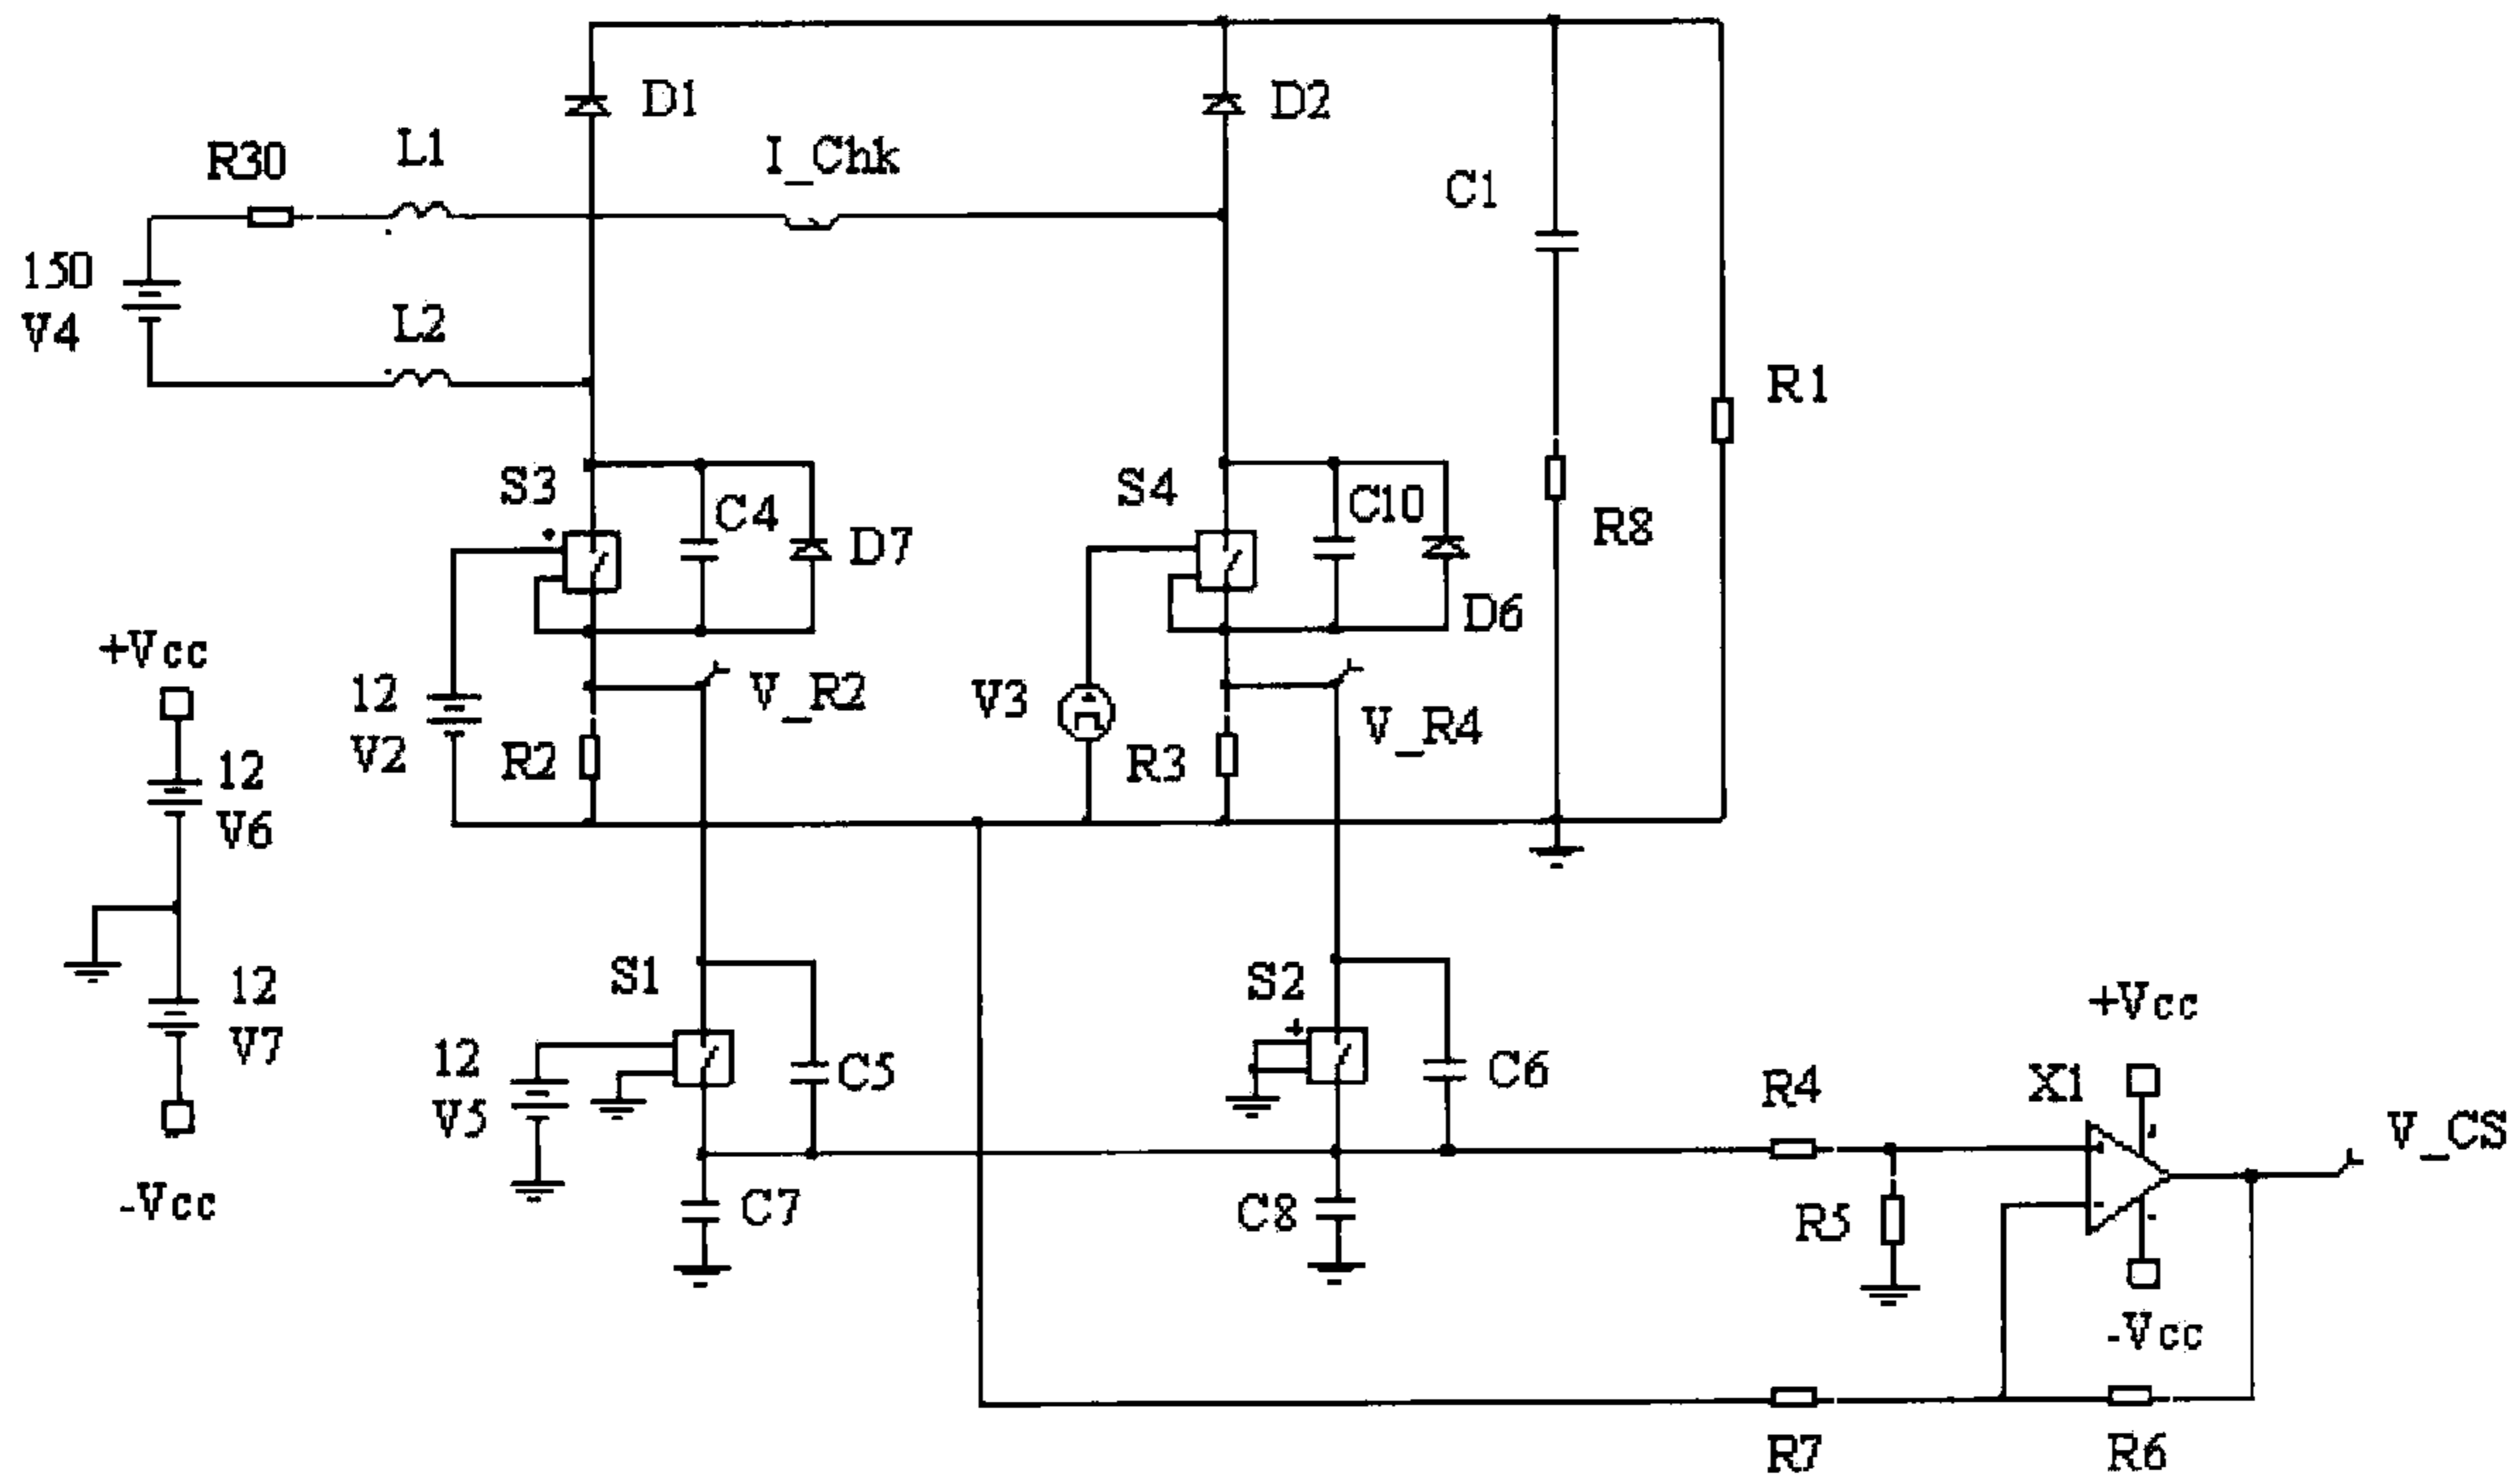 D1
D2
R30
L1
I_Chk
C1
150
V4
L2
R1
S3
C4
D7
S4
C10
R8
D6
+Vcc
12
V2
V_R2
R2
V3
R3
V_R4
12
V6
12
V7
-Vcc
S1
12
V5
C5
S2
C6
C7
C8
R4
R5
X1
+Vcc
V_CS
-Vcc
R7
R6